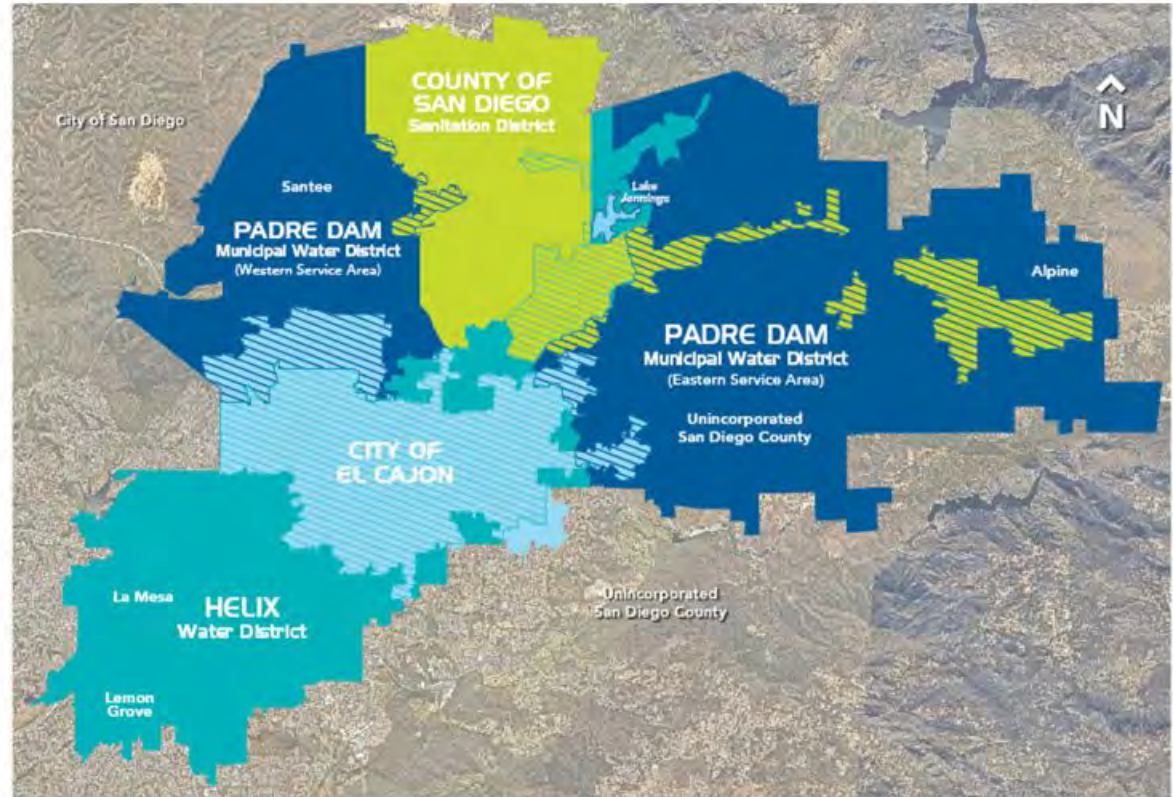 COUNTY OF
SAN DIEGO
Sanitation District
N
City of San Diego
Santee
Lake
Jennings
PADRE DAM
Municipal Water District
(Western Service Area)
Alpine
PADRE DAM
Municipal Water District
(Eastern Service Area)
Unincorporated
San Diego County
CITY OF
EL CAJON
La Mesa
HELIX
Water District
Unincorporated
San Diego County
Lemon
Grove